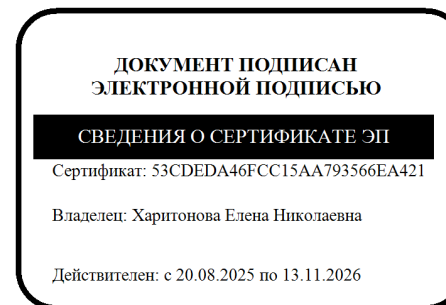 ДОКУМЕНТ ПОДПИСАН
ЭЛЕКТРОННОЙ ПОДПИСЬЮ
СВЕДЕНИЯ О СЕРТИФИКАТЕ ЭП
Сертификат: 53CDEDA46FCC15AA793566EA421
Владелец: Харитонова Елена Николаевна
Действителен: с 20.08.2025 по 13.11.2026